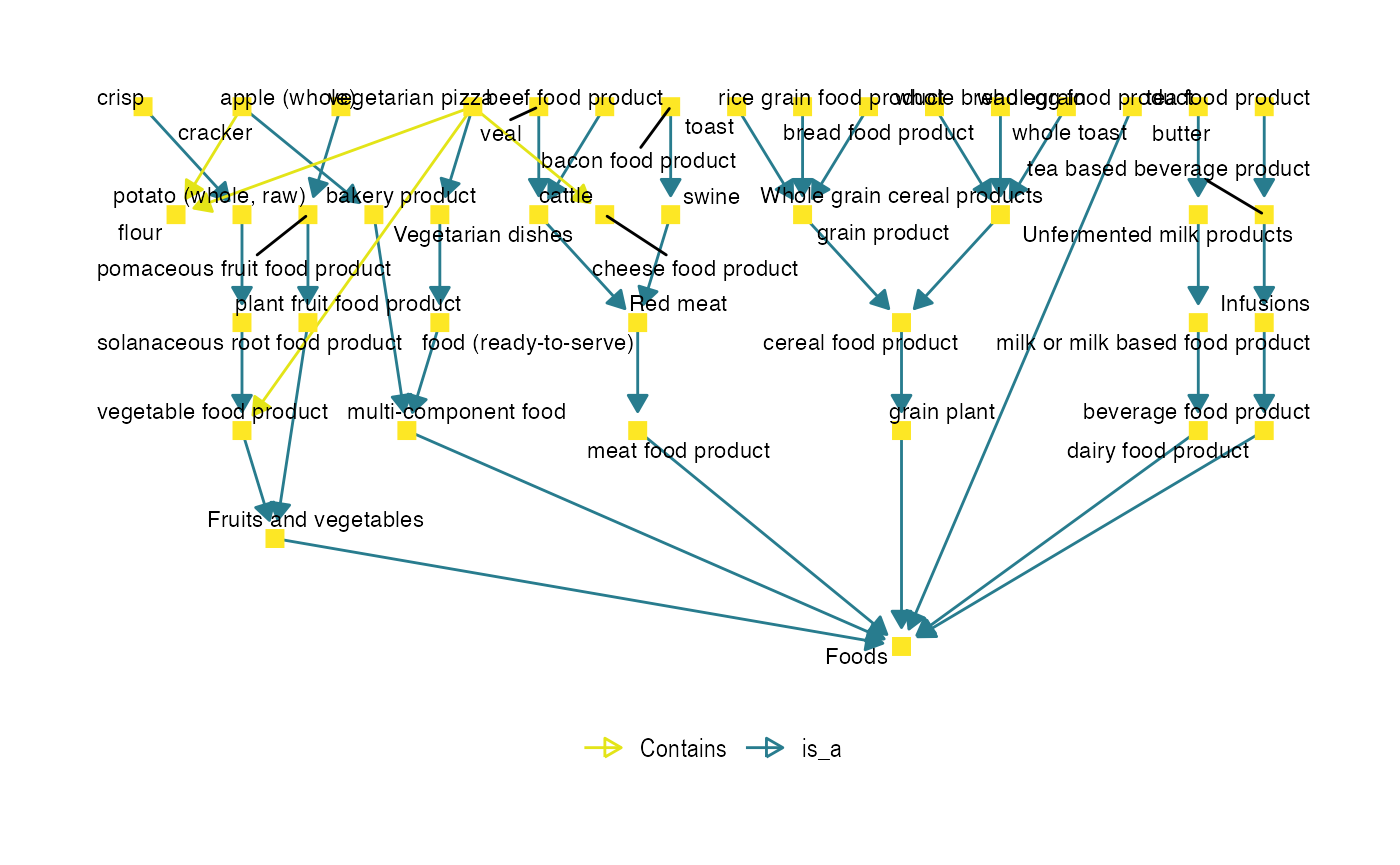 crisp
apple (whole)
vegetarian pizza
beef food product
rice grain food product
whole bread
whole grain
egg food product
tea food product
cracker
veal
toast
bread food product
whole toast
butter
bacon food product
tea based beverage product
potato (whole, raw)
bakery product
cattle
swine
Whole grain cereal products
flour
Vegetarian dishes
grain product
Unfermented milk products
pomaceous fruit food product
cheese food product
plant fruit food product
Red meat
Infusions
solanaceous root food product
food (ready-to-serve)
cereal food product
milk or milk based food product
vegetable food product
multi-component food
grain plant
beverage food product
meat food product
dairy food product
Fruits and vegetables
Foods
Contains
is_a